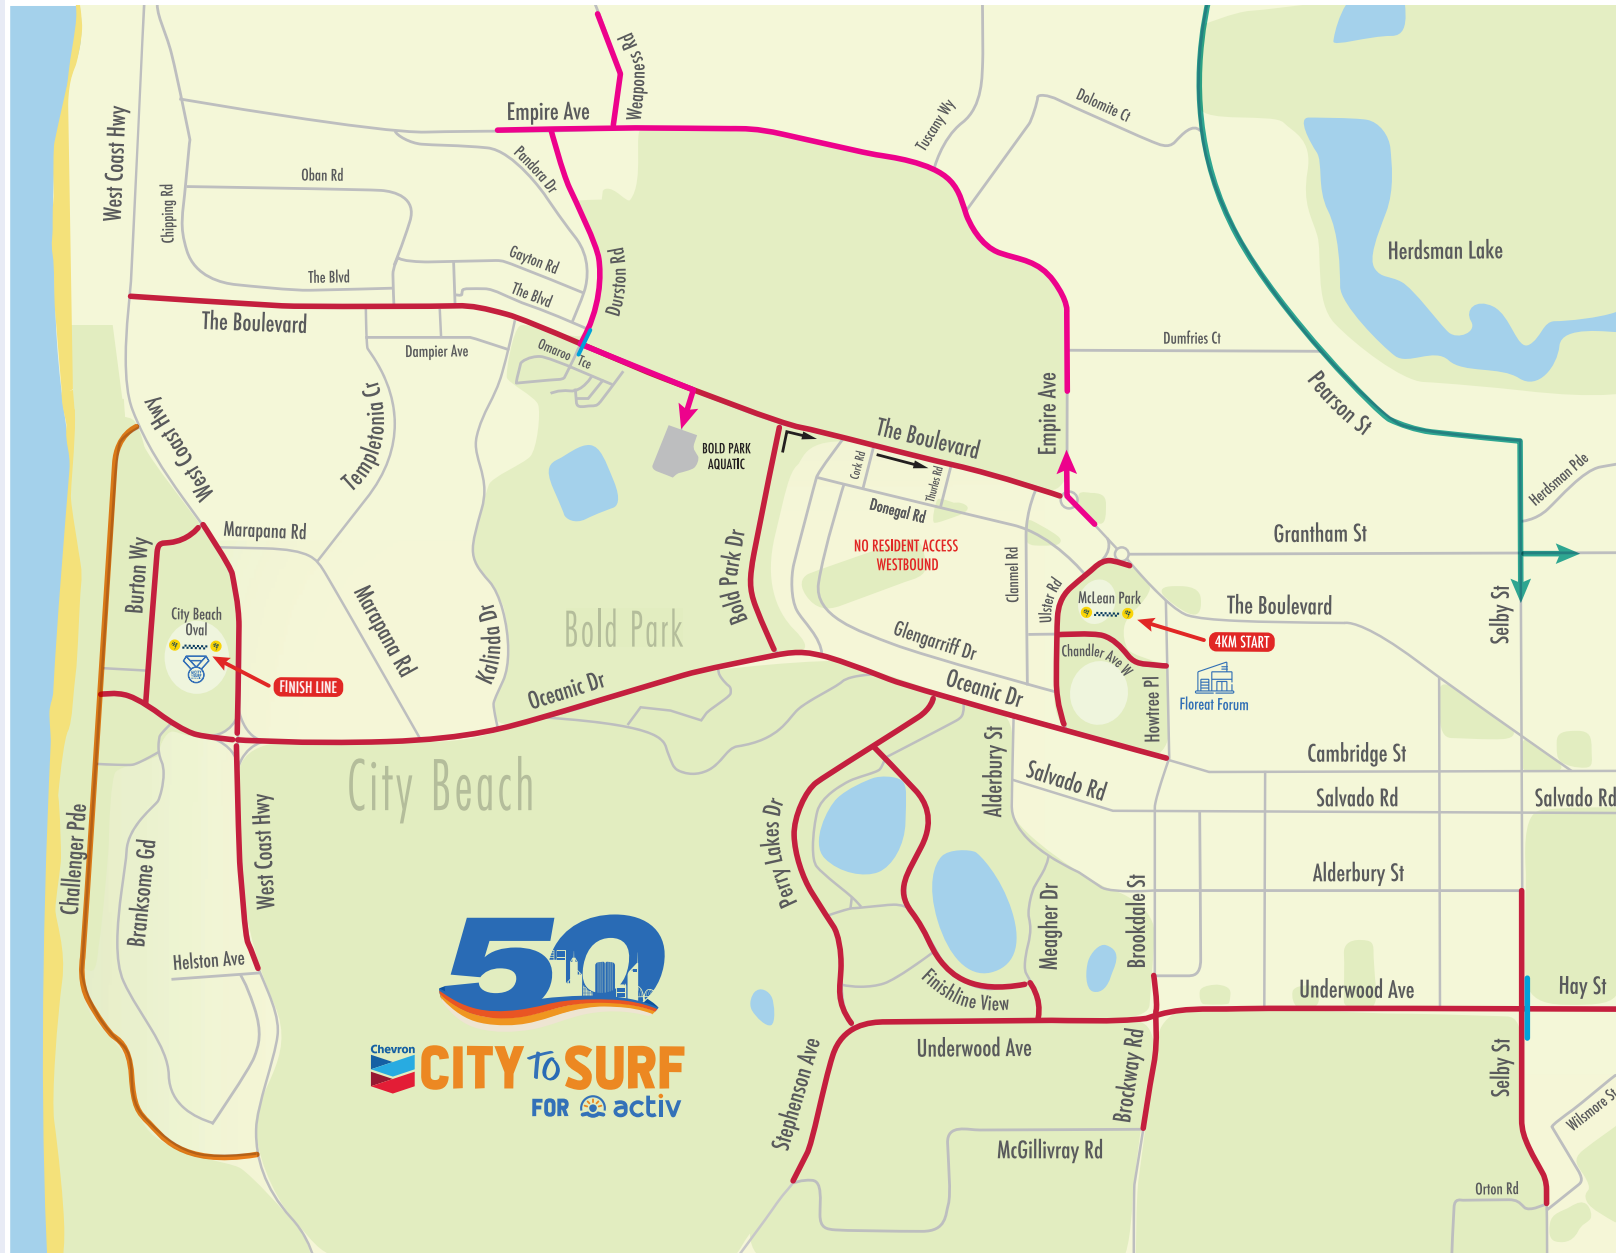 Weaponess Rd
Empire Ave
Dolomite Ct
Tuscany Wy
West Coast Hwy
Pandora Dr
Oban Rd
Chipping Rd
Herdsman Lake
Gayton Rd
Durston Rd
The Blvd
The Blvd
The Boulevard
Dumfries Ct
Dampier Ave
Omaroo Tce
Pearson St
Empire Ave
Templetonia Cr
West Coast Hwy
The Boulevard
BOLD PARK
AQUATIC
Cork Rd
Thurles Rd
Herdsman Pde
Donegal Rd
Marapana Rd
Grantham St
NO RESIDENT ACCESS
WESTBOUND
Burton Wy
Bold Park Dr
Clanmel Rd
Ulster Rd
McLean Park
The Boulevard
Selby St
City Beach
Oval
Marapana Rd
Kalinda Dr
Bold Park
Glengarriff Dr
4KM START
Chandler Ave W
FINISH LINE
Oceanic Dr
Oceanic Dr
Howtree Pl
Floreat Forum
Alderbury St
Cambridge St
City Beach
Salvado Rd
Salvado Rd
Salvado Rd
Challenger Pde
West Coast Hwy
Perry Lakes Dr
Branksome Gd
Alderbury St
Meagher Dr
Brookdale St
Helston Ave
50
Finishline View
Underwood Ave
Hay St
Chevron
CITY TO SURF
FOR activ
Stephenson Ave
Underwood Ave
Brockway Rd
Selby St
Wilsmore St
McGillivray Rd
Orton Rd